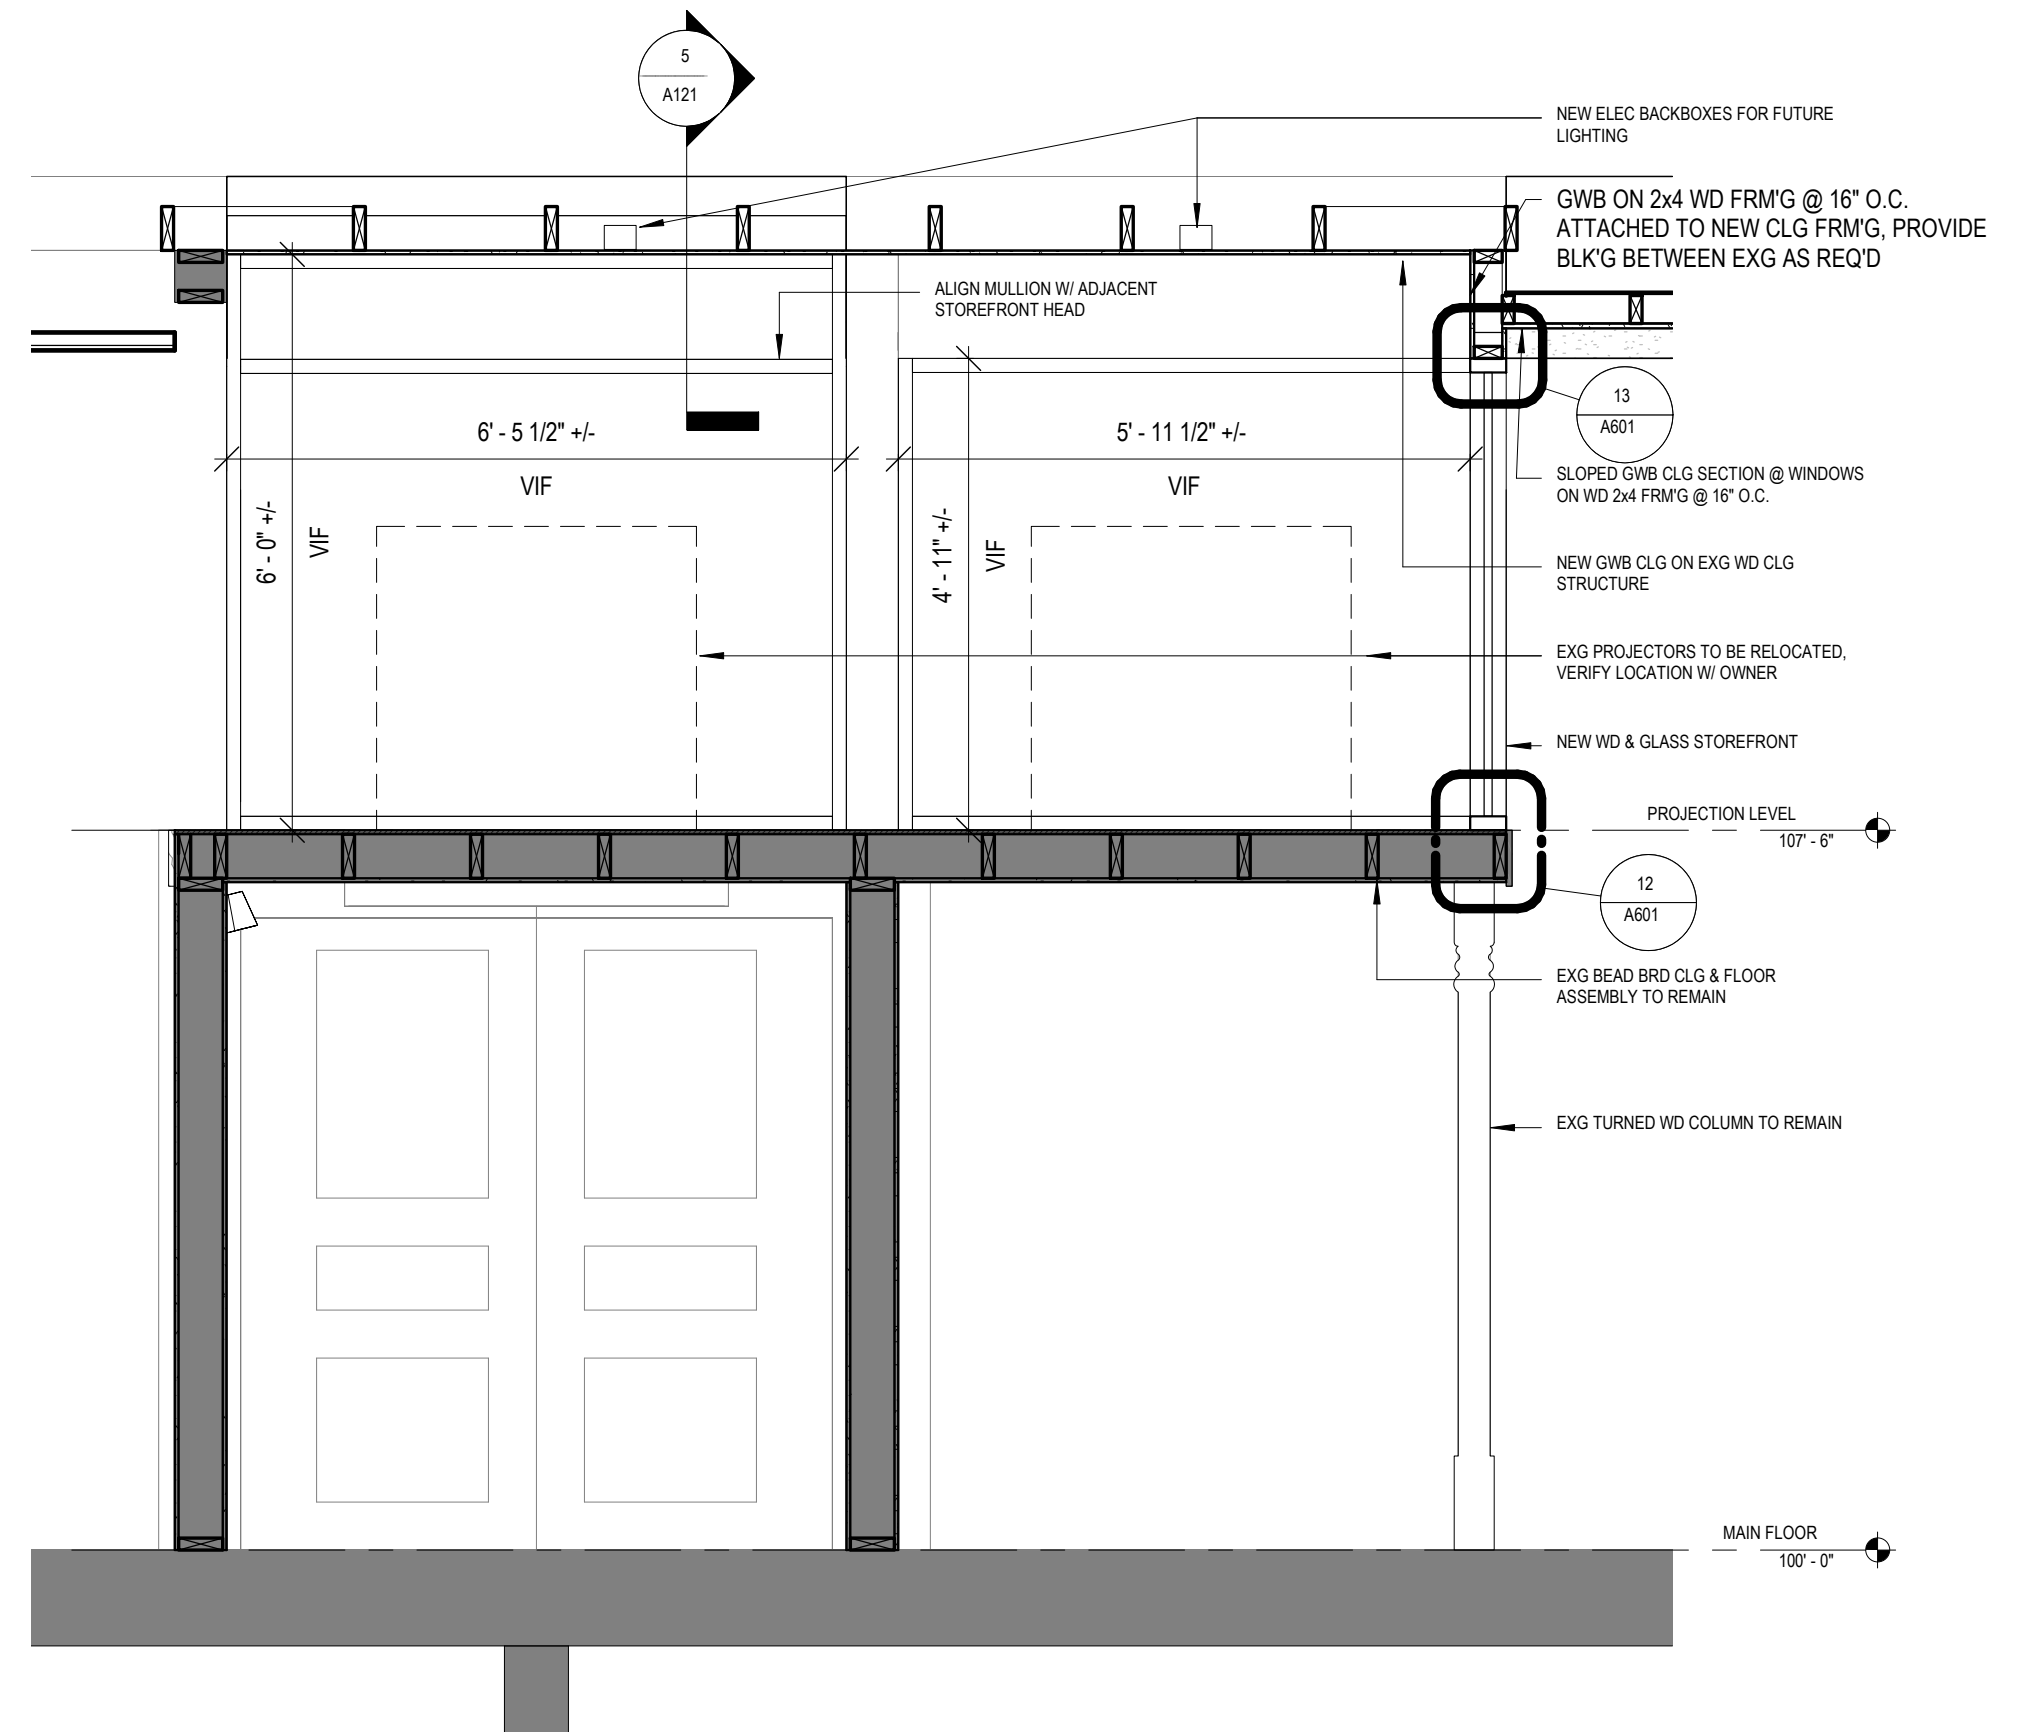 5
A121
NEW ELEC BACKBOXES FOR FUTURE
LIGHTING
GWB ON 2x4 WD FRM'G @ 16" O.C.
ATTACHED TO NEW CLG FRM'G, PROVIDE
BLK'G BETWEEN EXG AS REQ'D
ALIGN MULLION W/ ADJACENT
STOREFRONT HEAD
13
A601
6' - 5 1/2" +/-
VIF
5' - 11 1/2" +/-
VIF
SLOPED GWB CLG SECTION @ WINDOWS
ON WD 2x4 FRM'G @ 16" O.C.
6' - 0" +/-
VIF
4' - 11" +/-
VIF
NEW GWB CLG ON EXG WD CLG
STRUCTURE
EXG PROJECTORS TO BE RELOCATED,
VERIFY LOCATION W/ OWNER
NEW WD & GLASS STOREFRONT
PROJECTION LEVEL
107' - 6"
12
A601
EXG BEAD BRD CLG & FLOOR
ASSEMBLY TO REMAIN
EXG TURNED WD COLUMN TO REMAIN
MAIN FLOOR
100' - 0"